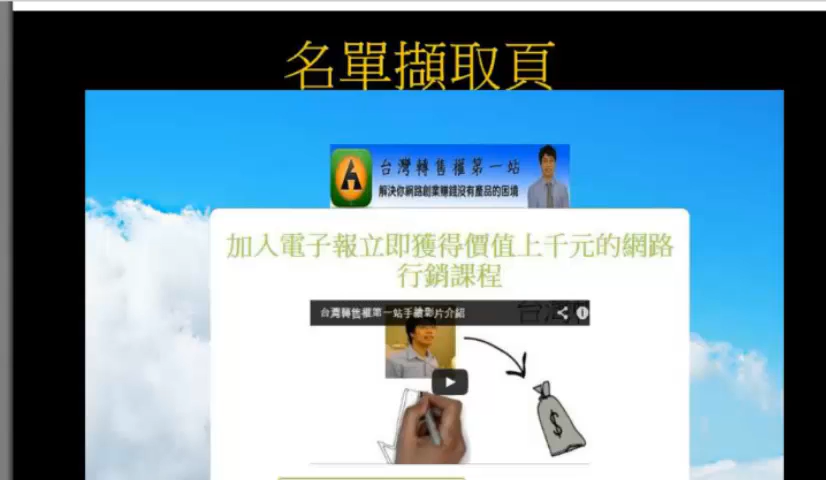 名單擷取頁
台灣轉售權第一站
解決你網路創業賺錢沒有產品的困境
加入電子報立即獲得價值上千元的網路
行銷課程
台灣轉售權第一站手繪影片介紹
$